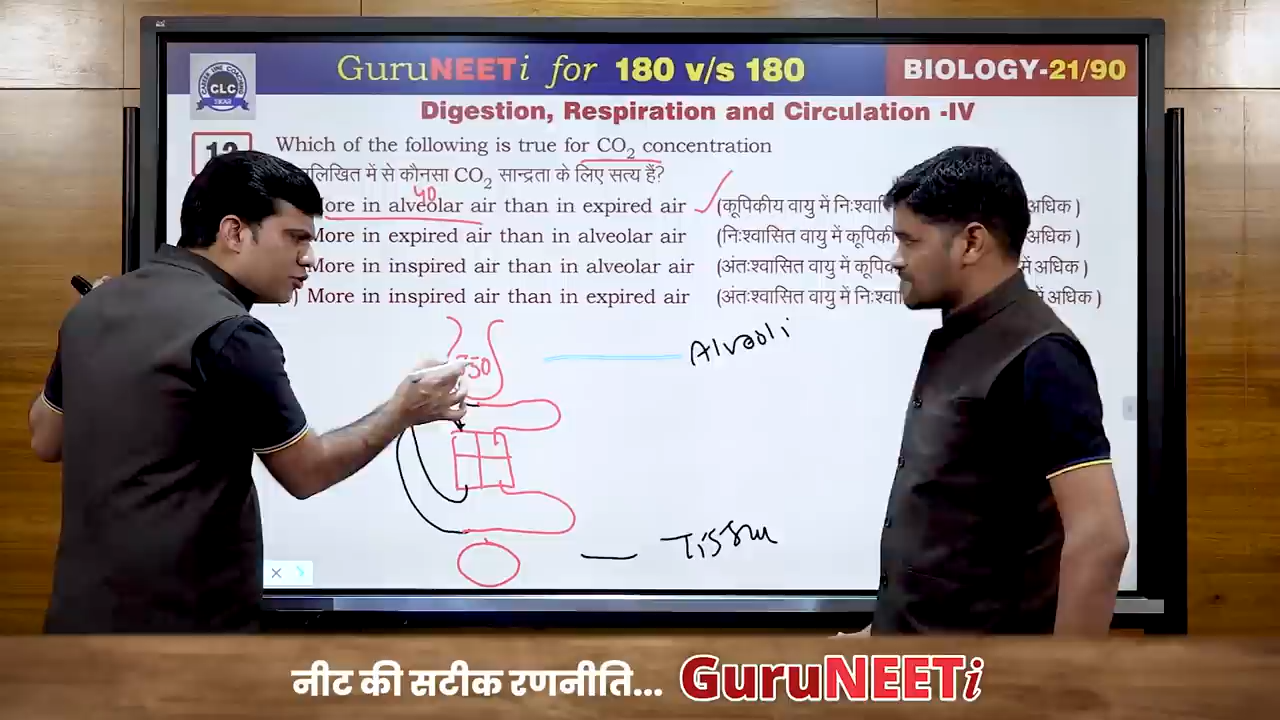 CLC
GuruNEETi for 180 v/s 180
BIOLOGY-21/90
Digestion, Respiration and Circulation -IV
Which of the following is true for CO₂ concentration
में से कौनसा CO₂ सान्द्रता के लिए सत्य हैं?
40
More in alveolar air than in expired air (कूपिकीय वायु में अधिक )
More in expired air than in alveolar air (निःश्वासित वायु में अधिक )
More in inspired air than in alveolar air (अंतःश्वासित वायु में में अधिक )
More in inspired air than in expired air (अंतःश्वासित वायु में में अधिक )
Alveoli
नीट की सटीक रणनीति... GuruNEETi